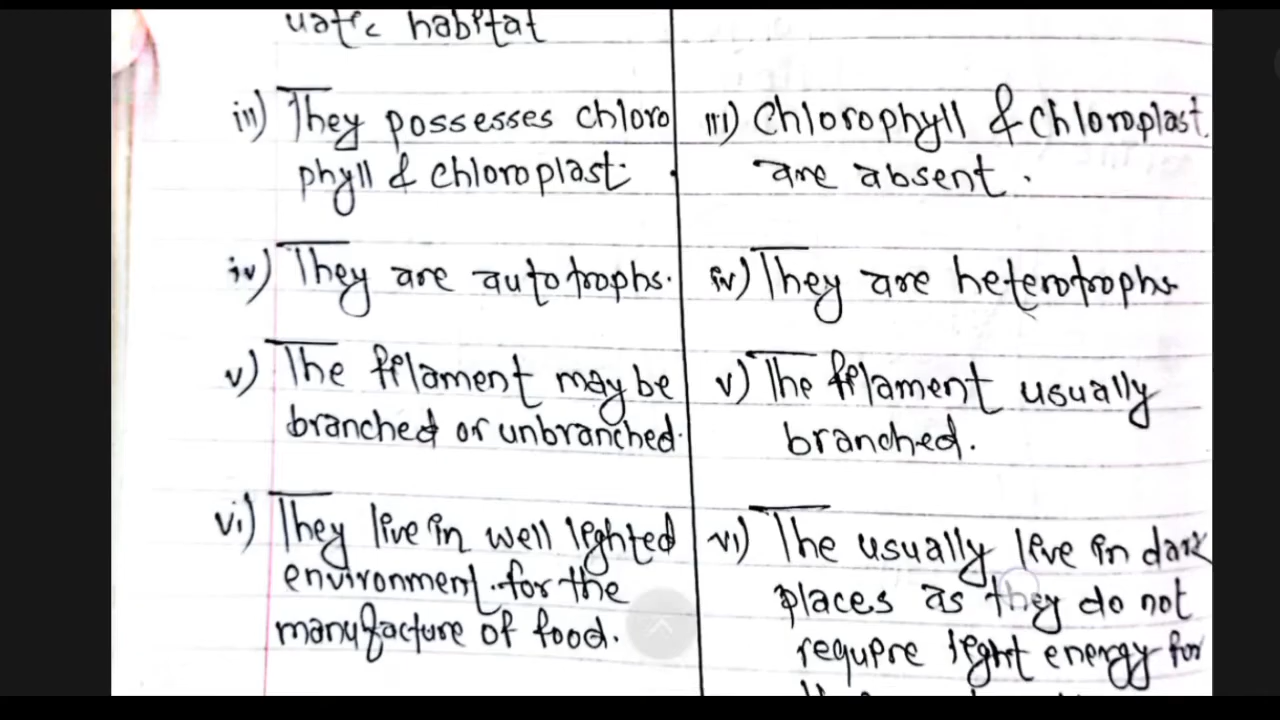 uatic habitat
iii) They possesses chloro
phyll & chloroplast.
iv) They are autotrophs.
v) The filament may be
branched or unbranched.
vi) They live in well lighted
environment for the
manufacture of food.
iii) Chlorophyll & chloroplast
are absent.
iv) They are heterotrophs
v) The filament usually
branched.
vi) The usually live in dark
places as they do not
require light energy for